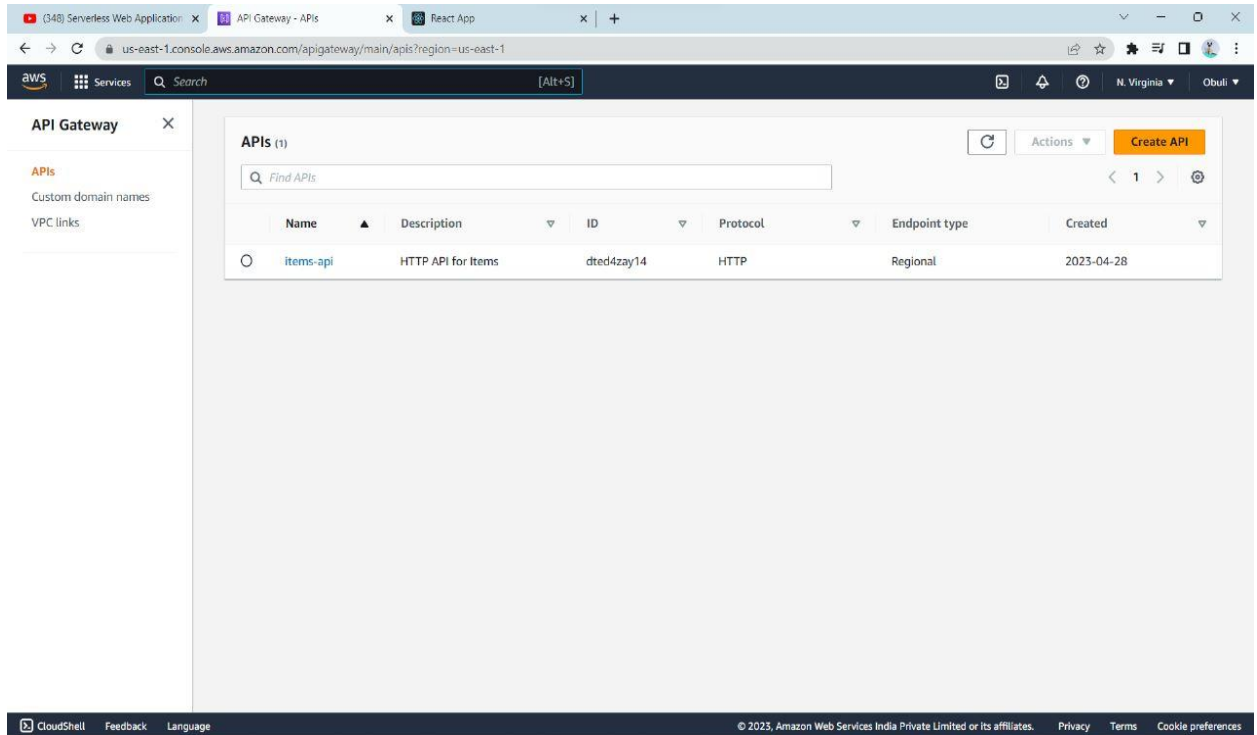 (348) Serverless Web Application
API Gateway - APIs
React App
us-east-1.console.aws.amazon.com/apigateway/main/apis?region=us-east-1
aws
Services
Search
[Alt+S]
N. Virginia
Obuli
API Gateway
APIs
Custom domain names
VPC links
APIs (1)
Actions
Create API
Find APIs
1
Name Description ID Protocol Endpoint type Created
items-api HTTP API for Items dted4zay14 HTTP Regional 2023-04-28
CloudShell Feedback Language © 2023, Amazon Web Services India Private Limited or its affiliates. Privacy Terms Cookie preferences